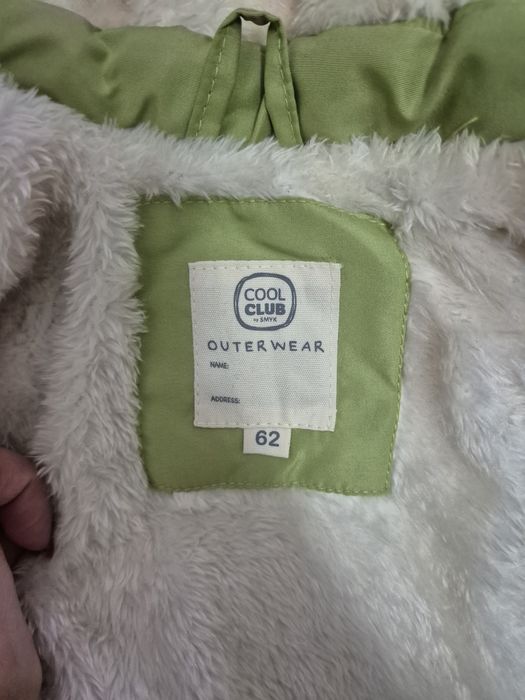 COOL
CLUB
by SMYK
OUTERWEAR
NAME:
ADDRESS:
62